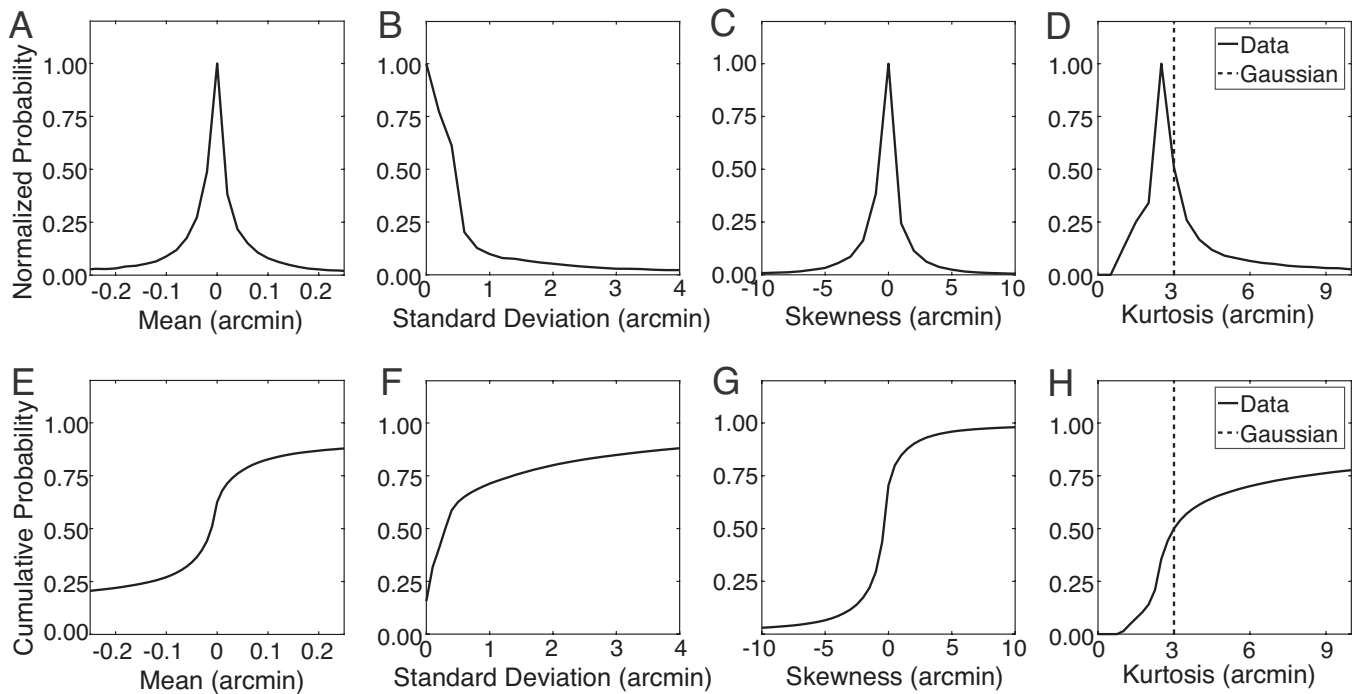 A
B
C
D
Normalized Probability
1.00
0.75
0.50
0.25
0.00
-0.2 -0.1 0 0.1 0.2
Mean (arcmin)
1.00
0.75
0.50
0.25
0.00
0 1 2 3 4
Standard Deviation (arcmin)
1.00
0.75
0.50
0.25
0.00
-10 -5 0 5 10
Skewness (arcmin)
Data
Gaussian
1.00
0.75
0.50
0.25
0.00
0 3 6 9
Kurtosis (arcmin)
E
F
G
H
Cumulative Probability
1.00
0.75
0.50
0.25
0.00
-0.2 -0.1 0 0.1 0.2
Mean (arcmin)
1.00
0.75
0.50
0.25
0.00
0 1 2 3 4
Standard Deviation (arcmin)
1.00
0.75
0.50
0.25
0.00
-10 -5 0 5 10
Skewness (arcmin)
Data
Gaussian
1.00
0.75
0.50
0.25
0.00
0 3 6 9
Kurtosis (arcmin)